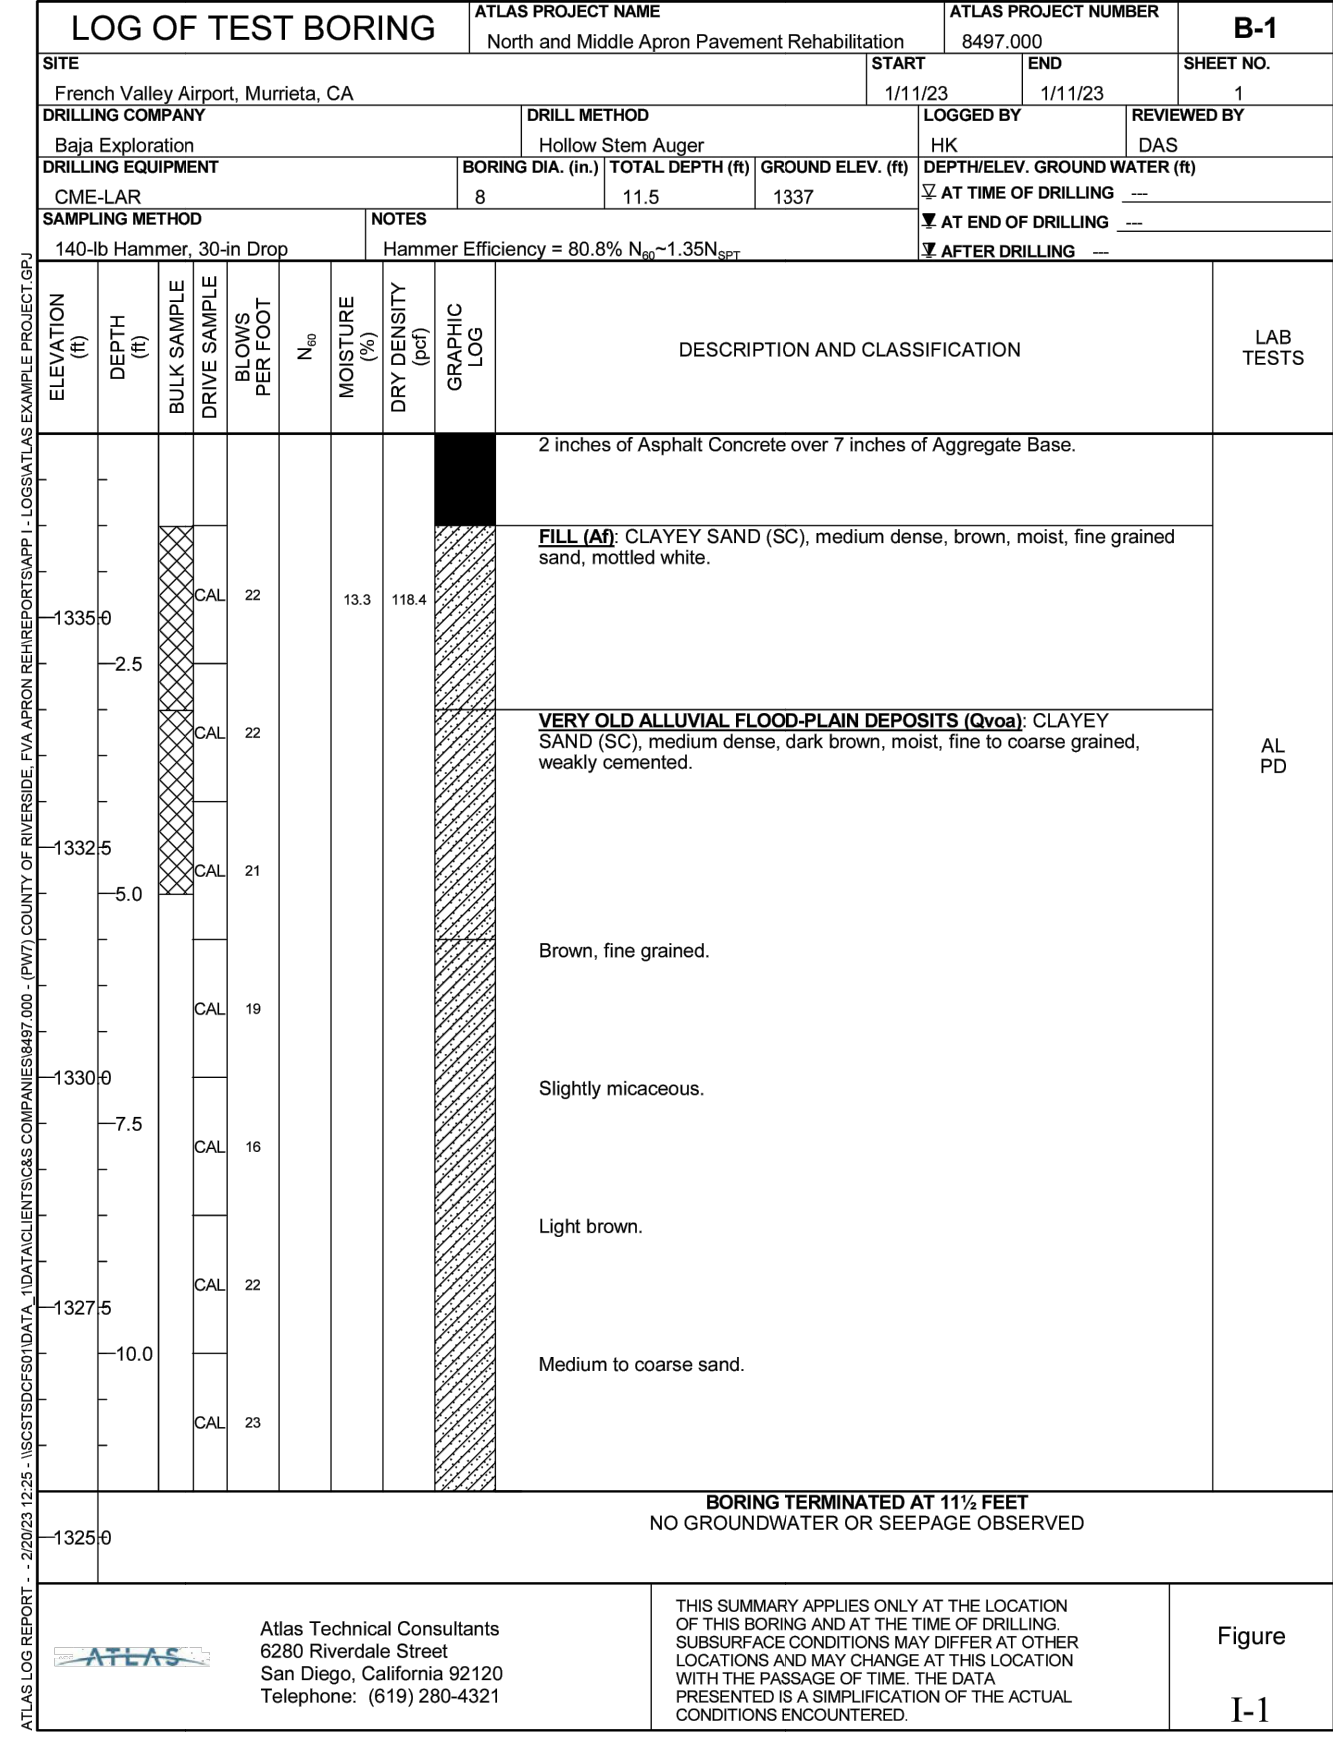 LOG OF TEST BORING
ATLAS PROJECT NAME
North and Middle Apron Pavement Rehabilitation
ATLAS PROJECT NUMBER
8497.000
B-1
SITE
French Valley Airport, Murrieta, CA
START
1/11/23
END
1/11/23
SHEET NO.
1
DRILLING COMPANY
Baja Exploration
DRILL METHOD
Hollow Stem Auger
LOGGED BY
HK
REVIEWED BY
DAS
DRILLING EQUIPMENT
CME-LAR
BORING DIA. (in.)
8
TOTAL DEPTH (ft)
11.5
GROUND ELEV. (ft)
1337
DEPTH/ELEV. GROUND WATER (ft)
AT TIME OF DRILLING ---
AT END OF DRILLING ---
AFTER DRILLING ---
SAMPLING METHOD
140-lb Hammer, 30-in Drop
NOTES
Hammer Efficiency = 80.8% N60~1.35NSPT
ELEVATION
(ft)
DEPTH
(ft)
BULK SAMPLE
DRIVE SAMPLE
BLOWS
PER FOOT
N60
MOISTURE
(%)
DRY DENSITY
(pcf)
GRAPHIC
LOG
DESCRIPTION AND CLASSIFICATION
LAB
TESTS
2 inches of Asphalt Concrete over 7 inches of Aggregate Base.
FILL (Af): CLAYEY SAND (SC), medium dense, brown, moist, fine grained
sand, mottled white.
CAL 22 13.3 118.4
1335.0
2.5
VERY OLD ALLUVIAL FLOOD-PLAIN DEPOSITS (Qvoa): CLAYEY
SAND (SC), medium dense, dark brown, moist, fine to coarse grained,
weakly cemented.
CAL 22
AL
PD
1332.5
CAL 21
5.0
Brown, fine grained.
CAL 19
1330.0
Slightly micaceous.
7.5
CAL 16
Light brown.
CAL 22
1327.5
10.0
Medium to coarse sand.
CAL 23
BORING TERMINATED AT 11½ FEET
NO GROUNDWATER OR SEEPAGE OBSERVED
1325.0
ATLAS
Atlas Technical Consultants
6280 Riverdale Street
San Diego, California 92120
Telephone: (619) 280-4321
THIS SUMMARY APPLIES ONLY AT THE LOCATION
OF THIS BORING AND AT THE TIME OF DRILLING.
SUBSURFACE CONDITIONS MAY DIFFER AT OTHER
LOCATIONS AND MAY CHANGE AT THIS LOCATION
WITH THE PASSAGE OF TIME. THE DATA
PRESENTED IS A SIMPLIFICATION OF THE ACTUAL
CONDITIONS ENCOUNTERED.
Figure
I-1
ATLAS LOG REPORT - - 2/20/23 12:25 - \\SCSTSDCFS01\DATA_1\DATA\CLIENTS\C&S COMPANIES\8497.000 - (PW7) COUNTY OF RIVERSIDE, FVA APRON REH\REPORTS\APP I - LOGS\ATLAS EXAMPLE PROJECT.GPJ